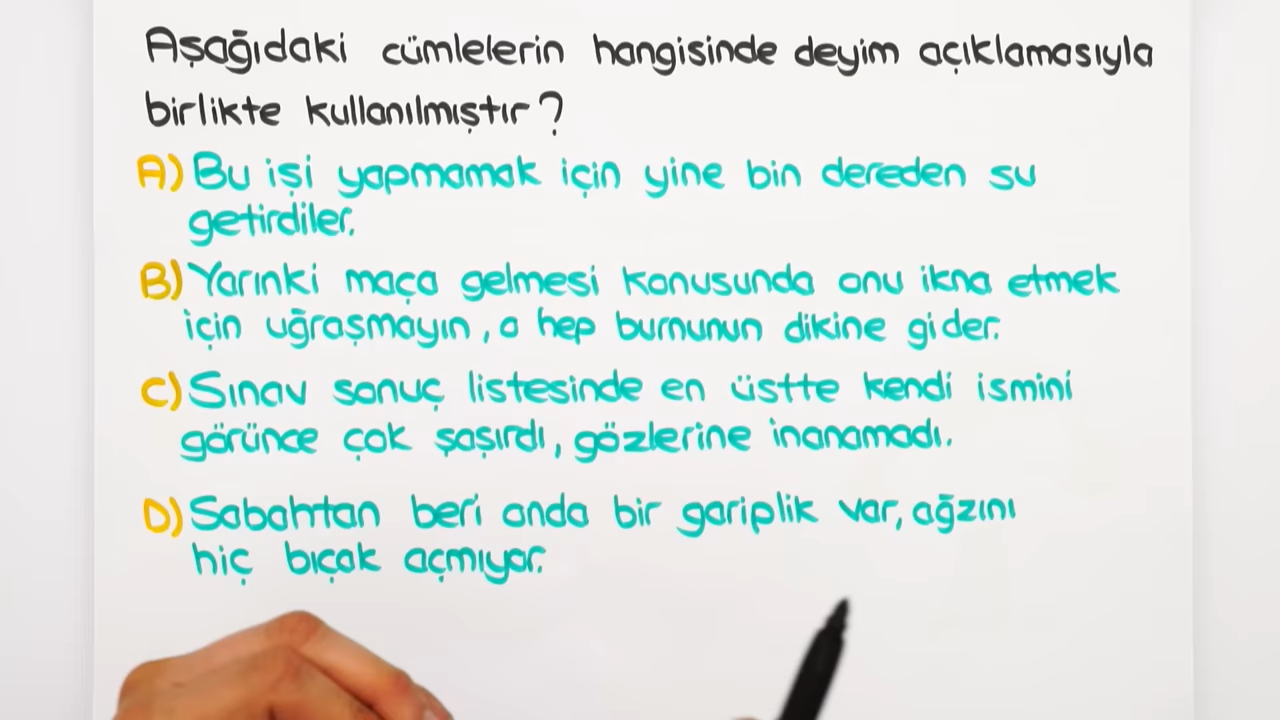 Aşağıdaki cümlelerin hangisinde deyim açıklamasıyla
birlikte kullanılmıştır?
A) Bu işi yapmamak için yine bin dereden su
getirdiler.
B) Yarınki maça gelmesi konusunda onu ikna etmek
için uğraşmayın, o hep burnunun dikine gider.
C) Sınav sonuç listesinde en üstte kendi ismini
görünce çok şaşırdı, gözlerine inanamadı.
D) Sabahtan beri onda bir gariplik var, ağzını
hiç bıçak açmıyor.